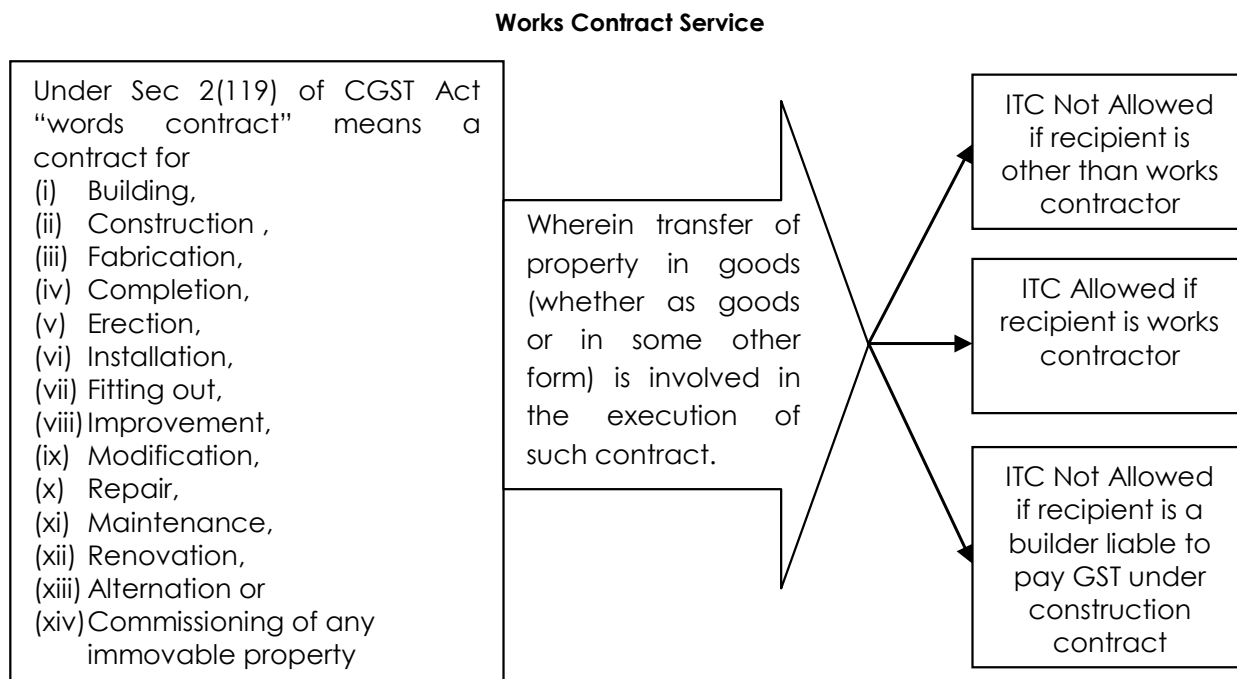 Works Contract Service
Under Sec 2(119) of CGST Act
“words contract” means a
contract for
(i) Building,
(ii) Construction ,
(iii) Fabrication,
(iv) Completion,
(v) Erection,
(vi) Installation,
(vii) Fitting out,
(viii) Improvement,
(ix) Modification,
(x) Repair,
(xi) Maintenance,
(xii) Renovation,
(xiii) Alternation or
(xiv) Commissioning of any
immovable property
Wherein transfer of
property in goods
(whether as goods
or in some other
form) is involved in
the execution of
such contract.
ITC Not Allowed
if recipient is
other than works
contractor
ITC Allowed if
recipient is works
contractor
ITC Not Allowed
if recipient is a
builder liable to
pay GST under
construction
contract